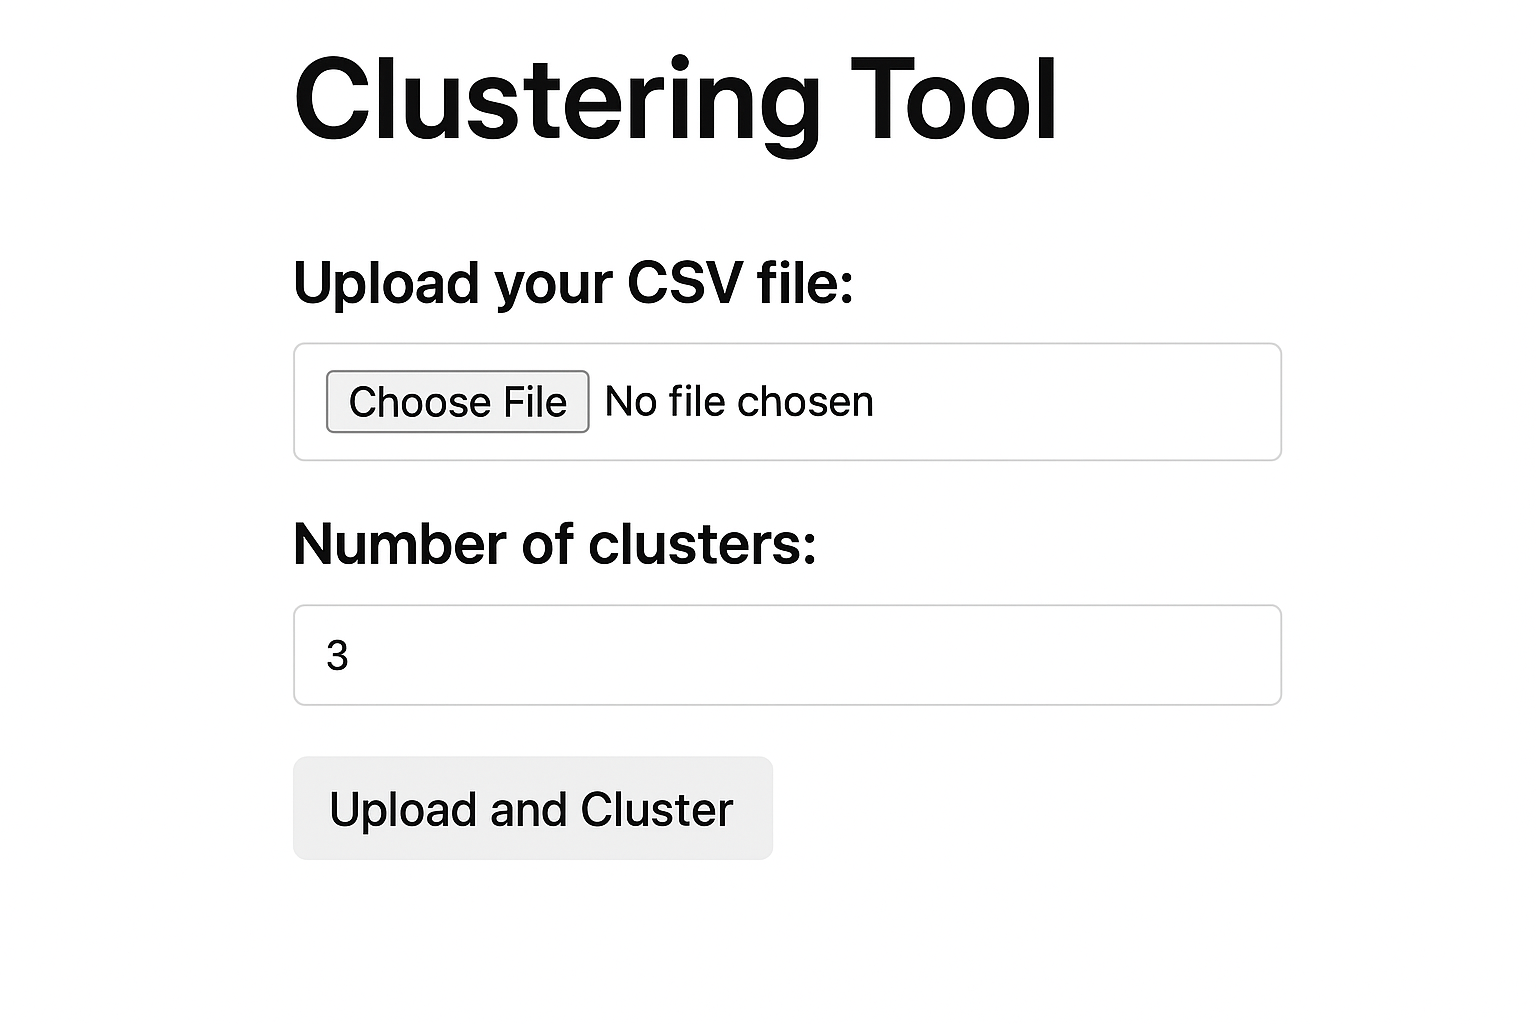 Clustering Tool
Upload your CSV file:
Choose File No file chosen
Number of clusters:
3
Upload and Cluster